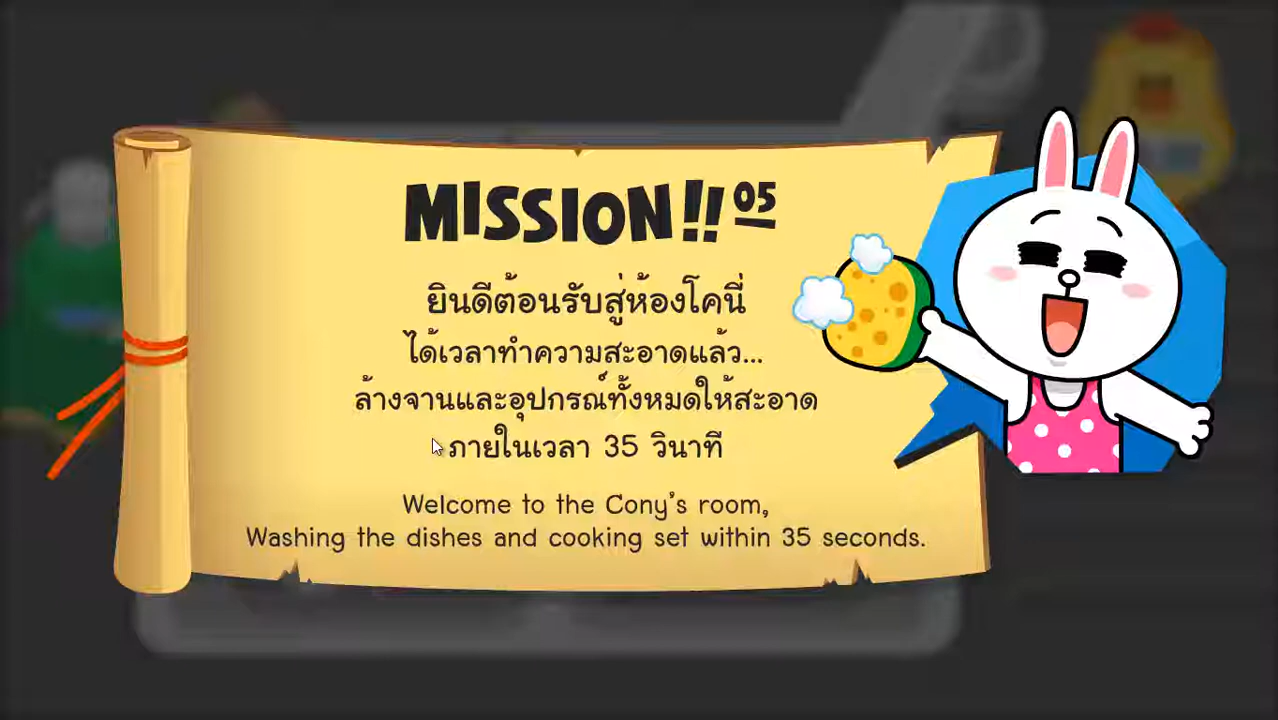 MISSION!! 05
ยินดีต้อนรับสู่ห้องโคนี่
ได้เวลาทำความสะอาดแล้ว...
ล้างจานและอุปกรณ์ทั้งหมดให้สะอาด
ภายในเวลา 35 วินาที
Welcome to the Cony's room,
Washing the dishes and cooking set within 35 seconds.